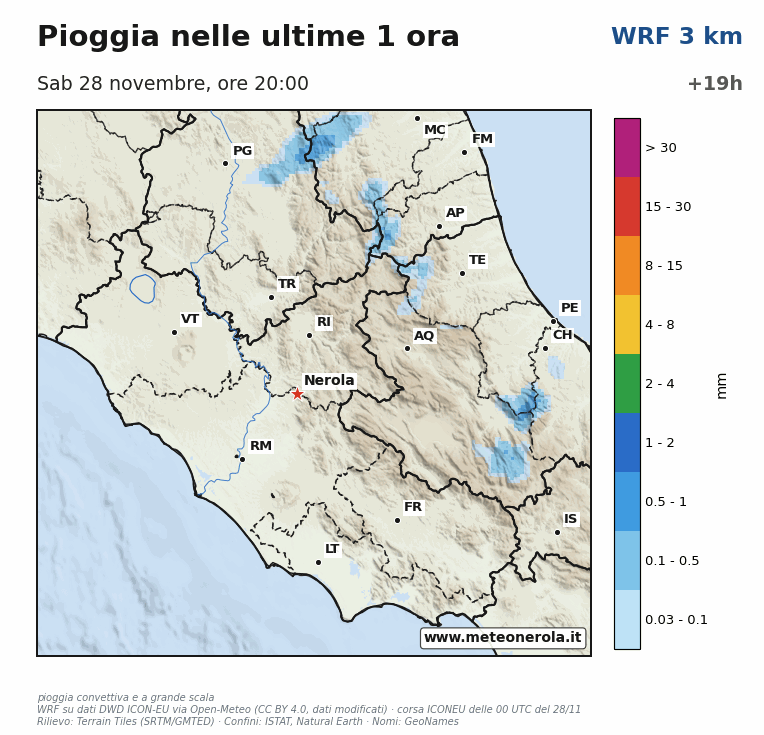 Pioggia nelle ultime 1 ora
WRF 3 km
Sab 28 novembre, ore 20:00
+19h
MC
FM
PG
AP
TE
TR
PE
VT
RI
AQ
CH
Nerola
RM
FR
IS
LT
www.meteonerola.it
> 30
15 - 30
8 - 15
4 - 8
2 - 4
1 - 2
0.5 - 1
0.1 - 0.5
0.03 - 0.1
mm
pioggia convettiva e a grande scala
WRF su dati DWD ICON-EU via Open-Meteo (CC BY 4.0, dati modificati) · corsa ICONEU delle 00 UTC del 28/11
Rilievo: Terrain Tiles (SRTM/GMTED) · Confini: ISTAT, Natural Earth · Nomi: GeoNames